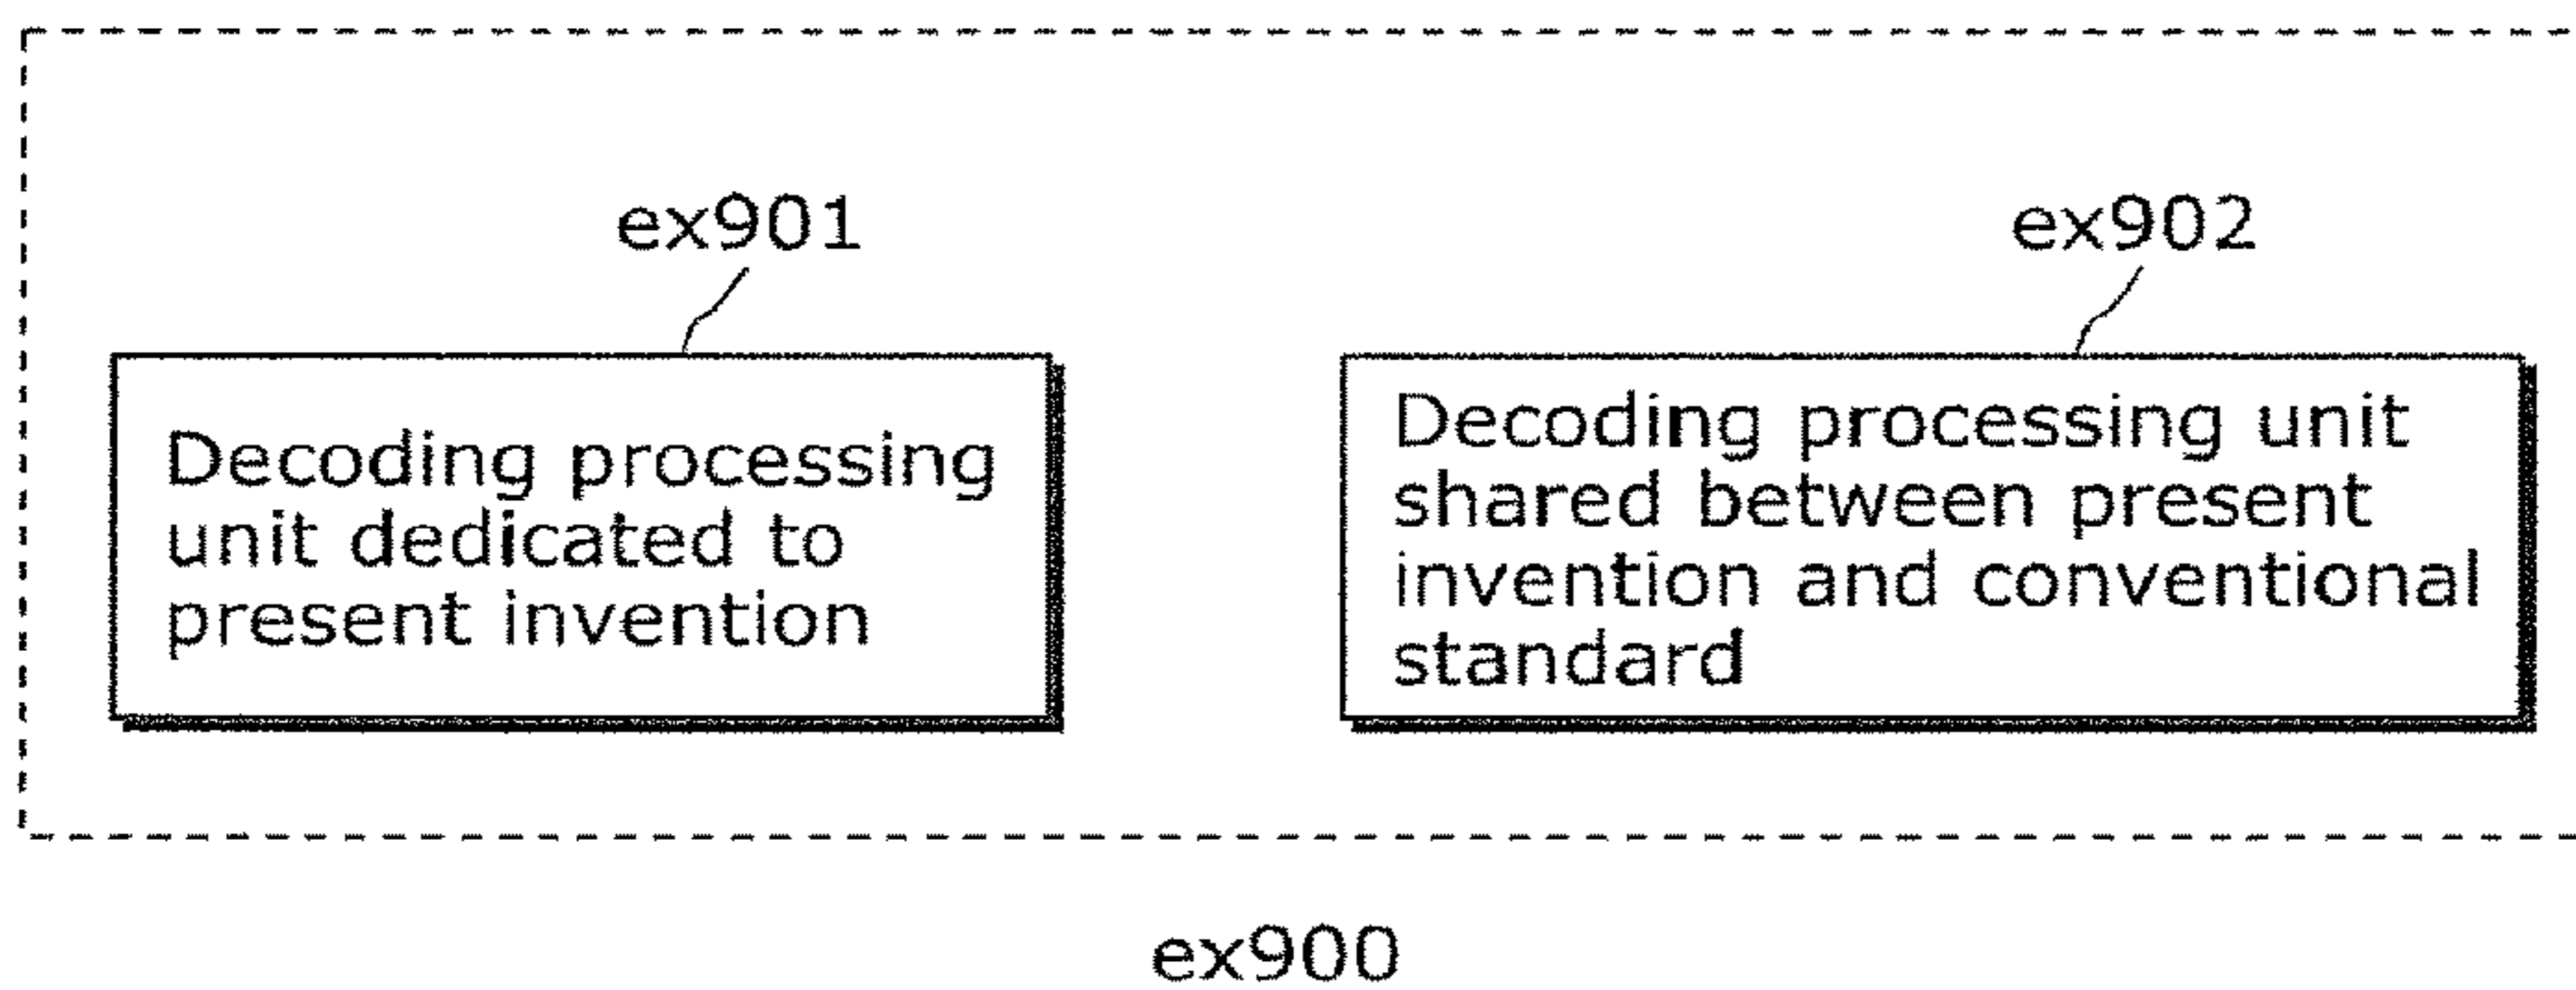 ex901
ex902
Decoding processing
unit dedicated to
present invention
Decoding processing unit
shared between present
invention and conventional
standard
ex900